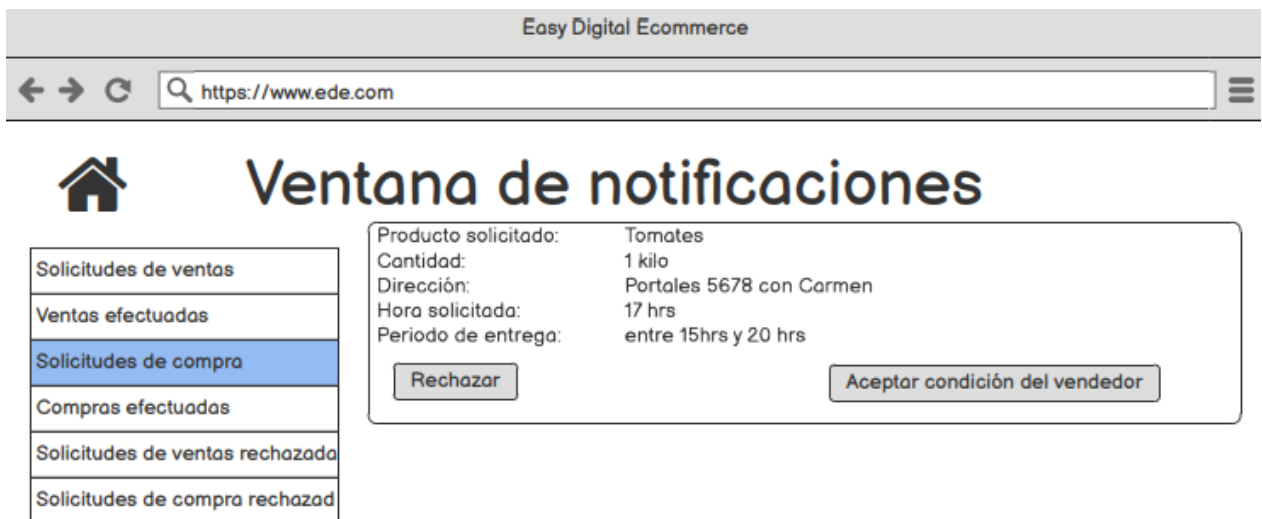 Easy Digital Ecommerce
https://www.ede.com
Ventana de notificaciones
Solicitudes de ventas
Ventas efectuadas
Solicitudes de compra
Compras efectuadas
Solicitudes de ventas rechazada
Solicitudes de compra rechazad
Producto solicitado: Tomates
Cantidad: 1 kilo
Dirección: Portales 5678 con Carmen
Hora solicitada: 17 hrs
Periodo de entrega: entre 15hrs y 20 hrs
Rechazar Aceptar condición del vendedor